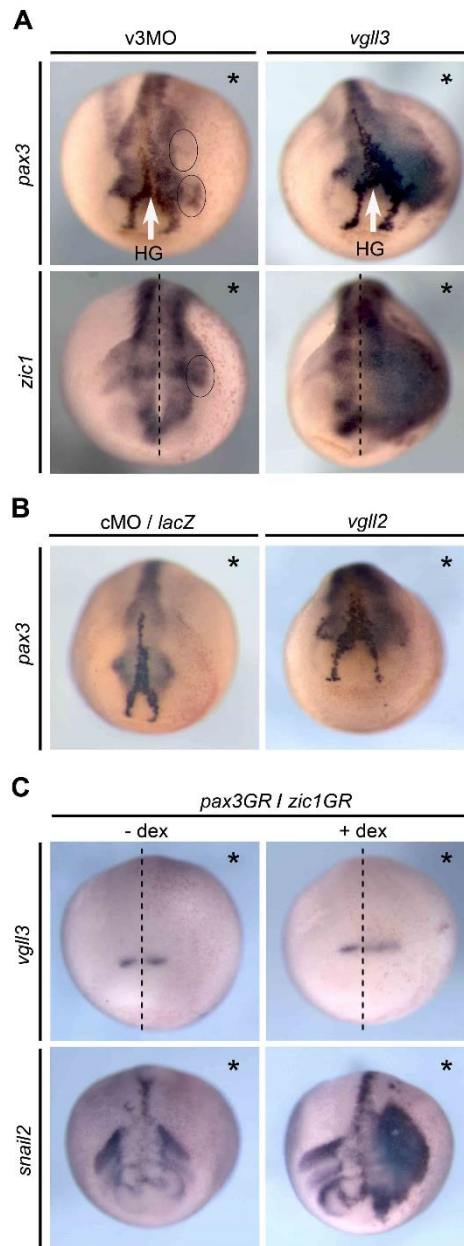 A
v3MO vgll3
pax3
*
*
HG
HG
zic1
*
*
B
cMO / lacZ vgll2
pax3
*
*
C
pax3GR / zic1GR
- dex + dex
vgll3
*
*
snail2
*
*